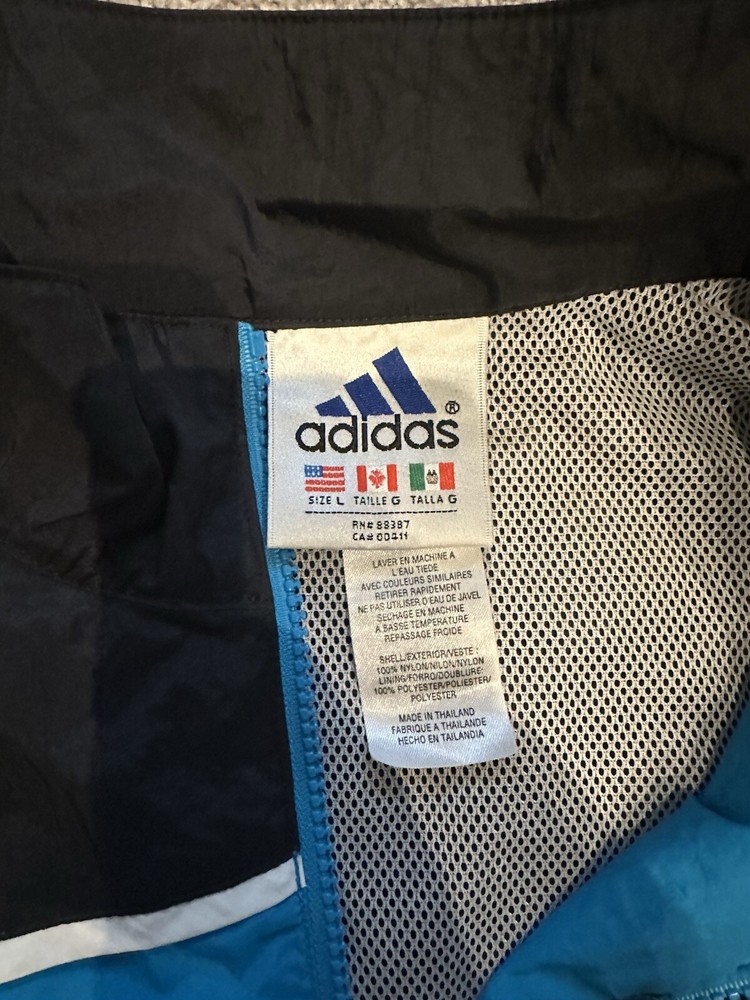 adidas®
SIZE L TAILLE G TALLA G
RN# 88387
CA# 00411
LAVER EN MACHINE A
L'EAU TIEDE
AVEC COULEURS SIMILAIRES
RETIRER RAPIDEMENT
NE PAS UTILISER D'EAU DE JAVEL
SECHAGE EN MACHINE
A BASSE TEMPERATURE
REPASSAGE FROIDE
SHELL/EXTERIOR/VESTE :
100% NYLON/NILON/NYLON
LINING/FORRO/DOUBLURE:
100% POLYESTER/POLIESTER/
POLYESTER
MADE IN THAILAND
FABRIQUE A THAILANDE
HECHO EN TAILANDIA